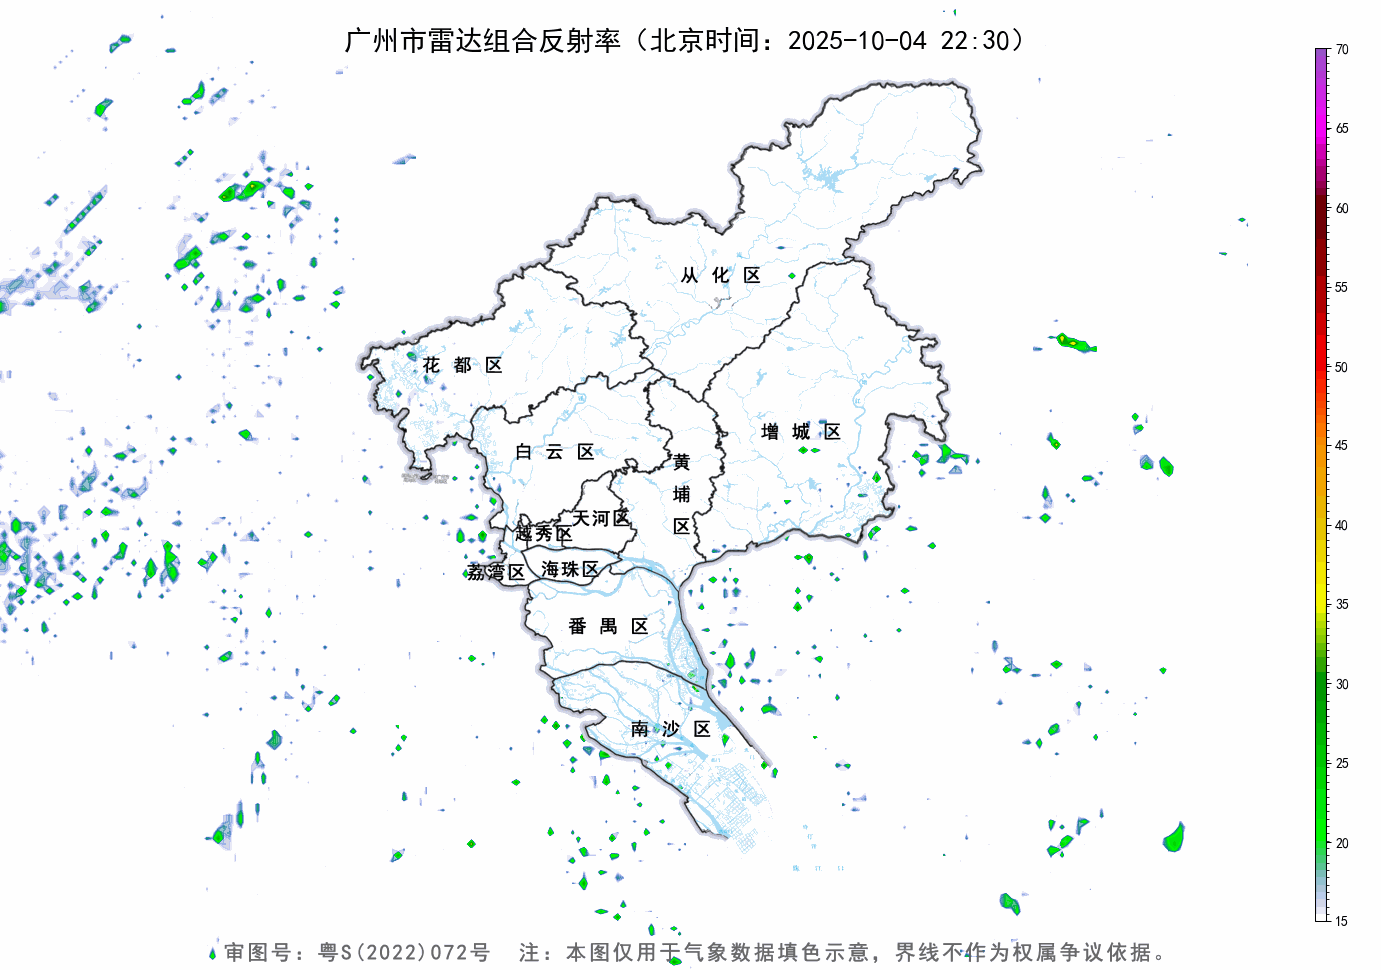 广州市雷达组合反射率（北京时间：2025-10-04 22:30）
70
65
60
55
50
45
40
35
30
25
20
15
从化区
花都区
增城区
白云区
黄埔区
天河区
越秀区
海珠区
荔湾区
番禺区
南沙区
审图号：粤S(2022)072号 注：本图仅用于气象数据填色示意，界线不作为权属争议依据。